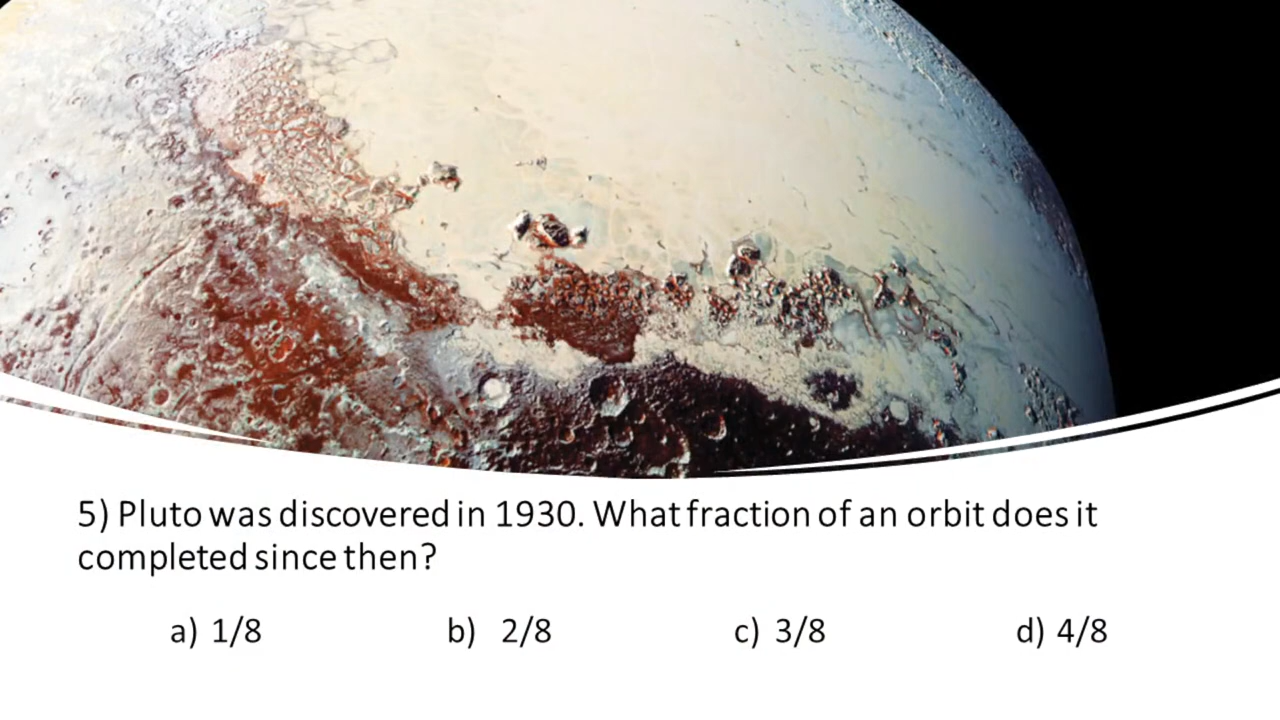 5) Pluto was discovered in 1930. What fraction of an orbit does it
completed since then?
a) 1/8 b) 2/8 c) 3/8 d) 4/8